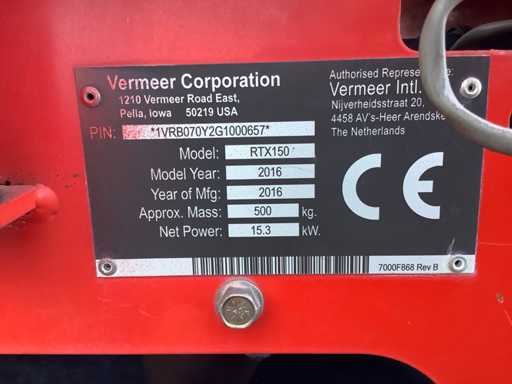 Vermeer Corporation
1210 Vermeer Road East,
Pella, Iowa 50219 USA
Authorised Representative:
Vermeer Intl.
Nijverheidsstraat 20,
4458 AV's-Heer Arendske
The Netherlands
PIN: *1VRB070Y2G1000657*
Model: RTX150
Model Year: 2016
Year of Mfg: 2016
Approx. Mass: 500 kg.
Net Power: 15.3 kW.
CE
7000F868 Rev B